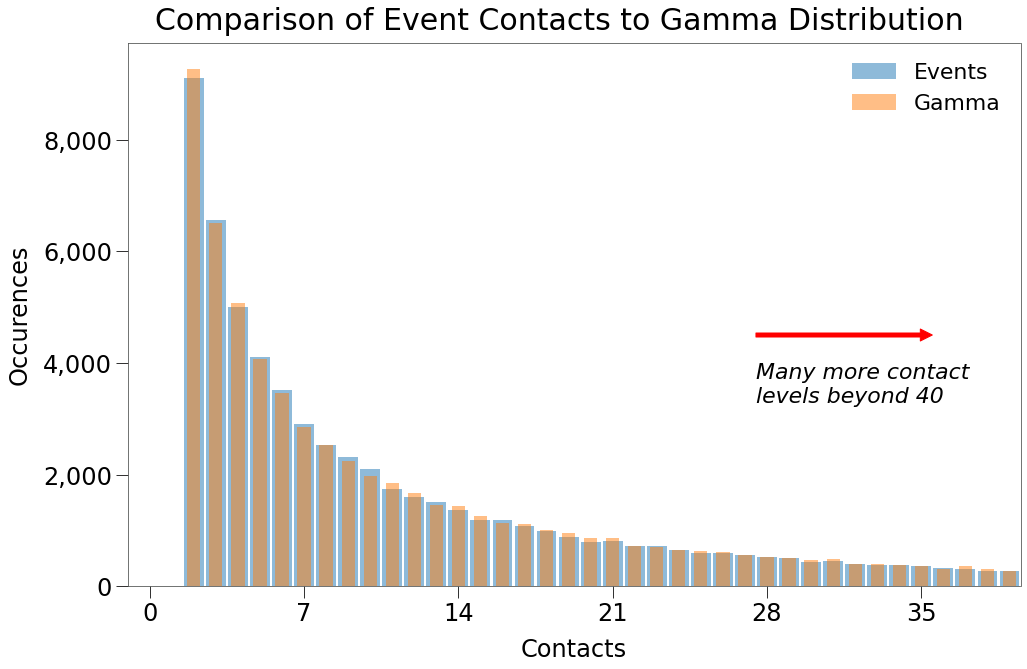 Comparison of Event Contacts to Gamma Distribution
Events
Gamma
8,000
6,000
4,000
2,000
0
Occurences
Many more contact
levels beyond 40
0 7 14 21 28 35
Contacts